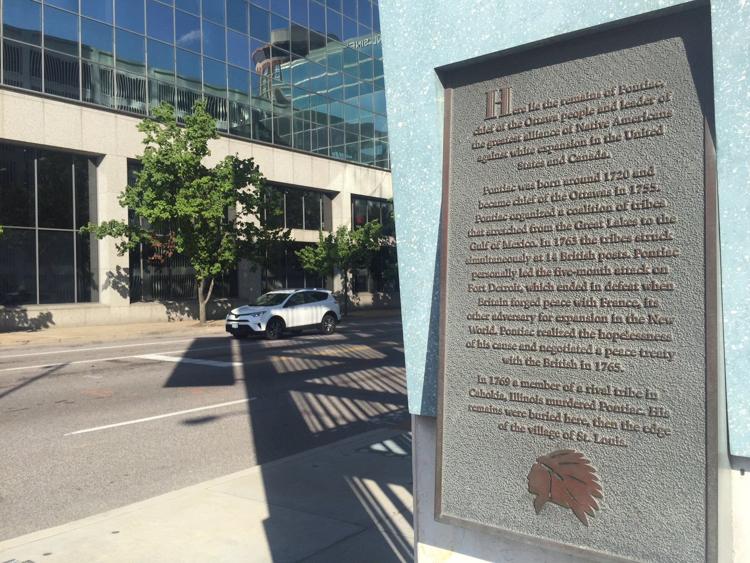 Here lie the remains of Pontiac,
chief of the Ottawa people and leader of
the greatest alliance of Native Americans
against white expansion in the United
States and Canada.
Pontiac was born around 1720 and
became chief of the Ottawas in 1755.
Pontiac organized a coalition of tribes
that stretched from the Great Lakes to the
Gulf of Mexico. In 1763 the tribes struck
simultaneously at 14 British posts. Pontiac
personally led the five-month attack on
Fort Detroit, which ended in defeat when
Britain forged peace with France, its
other adversary for expansion in the New
World. Pontiac realized the hopelessness
of his cause and negotiated a peace treaty
with the British in 1765.
In 1769 a member of a rival tribe in
Cahokia, Illinois murdered Pontiac. His
remains were buried here, then the edge
of the village of St. Louis.